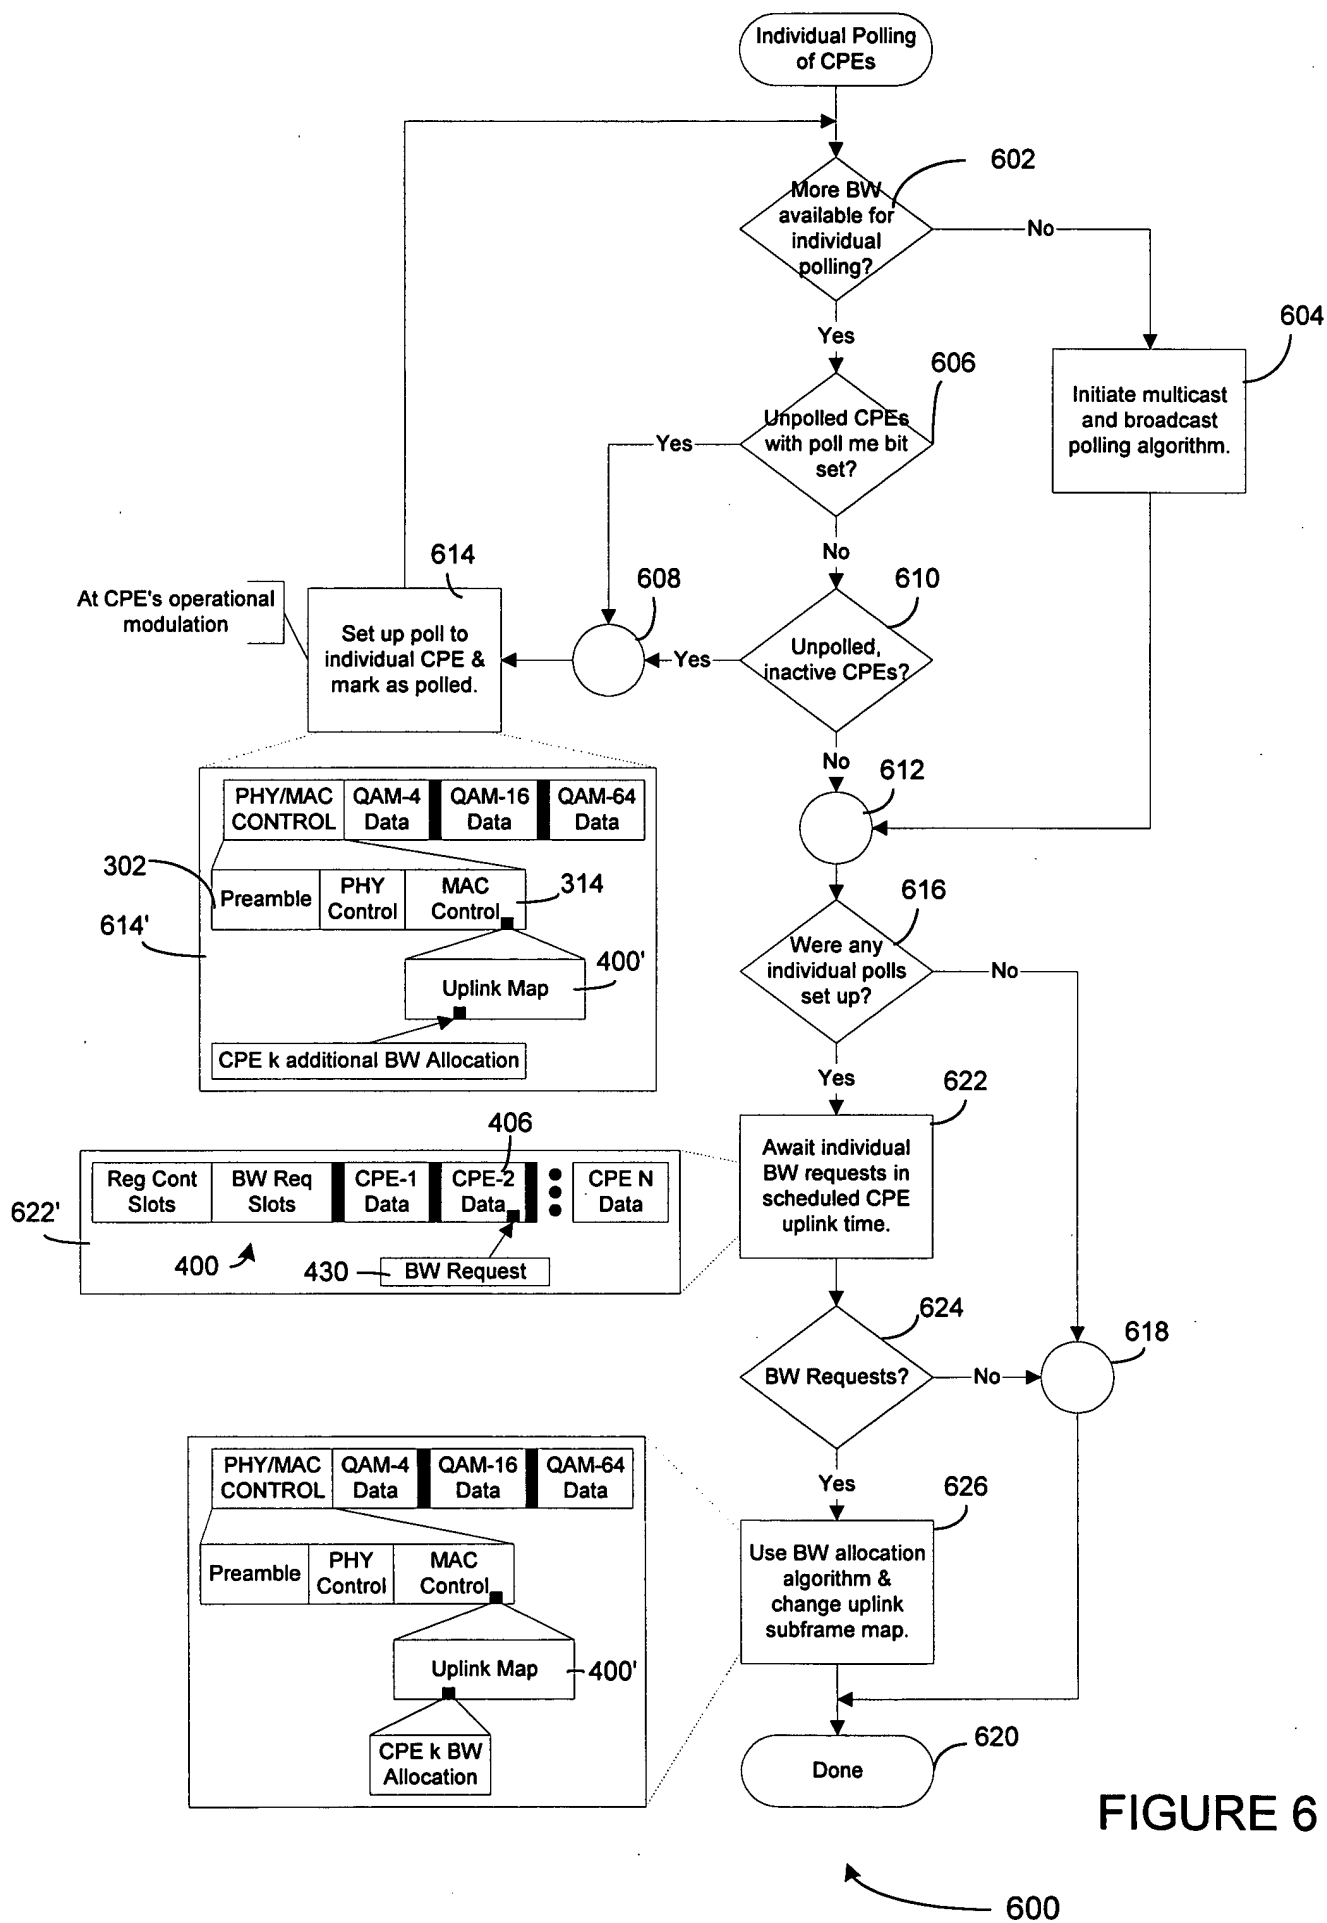 Individual Polling
of CPEs
602
More BW
available for
individual
polling?
No
Yes
604
Initiate multicast
and broadcast
polling algorithm.
606
Unpolled CPEs
with poll me bit
set?
Yes
No
614
At CPE's operational
modulation
Set up poll to
individual CPE &
mark as polled.
608
610
Unpolled,
inactive CPEs?
Yes
No
612
PHY/MAC
CONTROL
QAM-4
Data
QAM-16
Data
QAM-64
Data
302
Preamble
PHY
Control
MAC
Control
314
614'
Uplink Map
400'
CPE k additional BW Allocation
616
Were any
individual polls
set up?
No
Yes
622
Await individual
BW requests in
scheduled CPE
uplink time.
406
Reg Cont
Slots
BW Req
Slots
CPE-1
Data
CPE-2
Data
CPE N
Data
622'
400
430
BW Request
624
BW Requests?
No
618
Yes
626
Use BW allocation
algorithm &
change uplink
subframe map.
PHY/MAC
CONTROL
QAM-4
Data
QAM-16
Data
QAM-64
Data
Preamble
PHY
Control
MAC
Control
Uplink Map
400'
CPE k BW
Allocation
620
Done
FIGURE 6
600